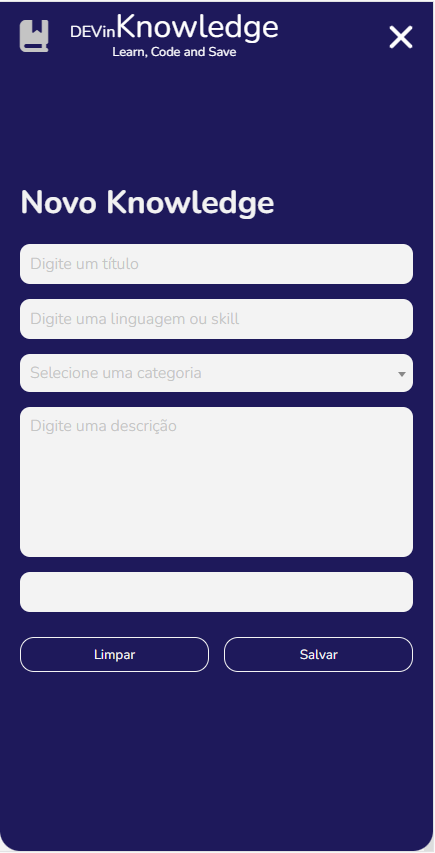 DEVinKnowledge
Learn, Code and Save
Novo Knowledge
Digite um título
Digite uma linguagem ou skill
Selecione uma categoria
Digite uma descrição
Limpar
Salvar